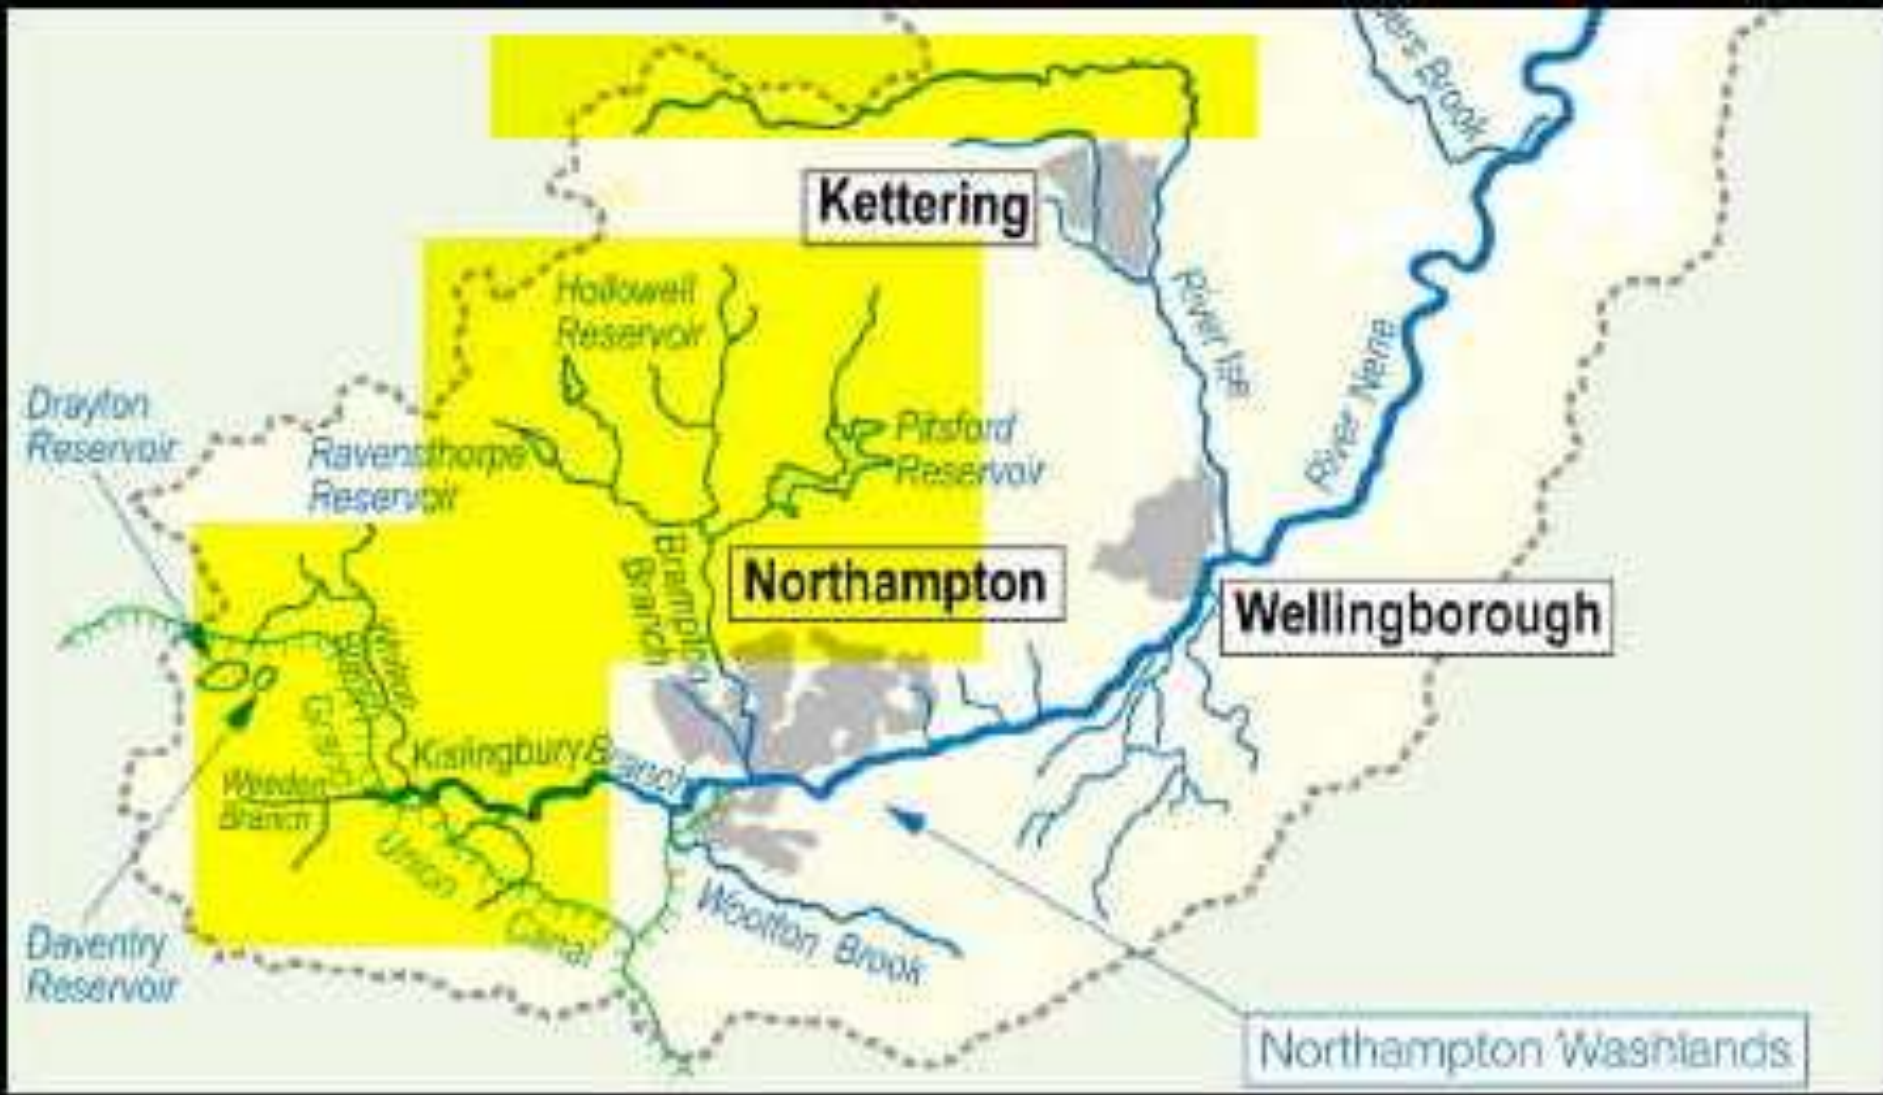 Brook
Kettering
Hollowell
Reservoir
River Ise
River Nene
Drayton
Reservoir
Ravensthorpe
Reservoir
Pitsford
Reservoir
Brampton
Branch
Northampton
Wellingborough
Kislingbury Branch
Weedon
Branch
Union
Canal
Wootton Brook
Daventry
Reservoir
Northampton Washlands